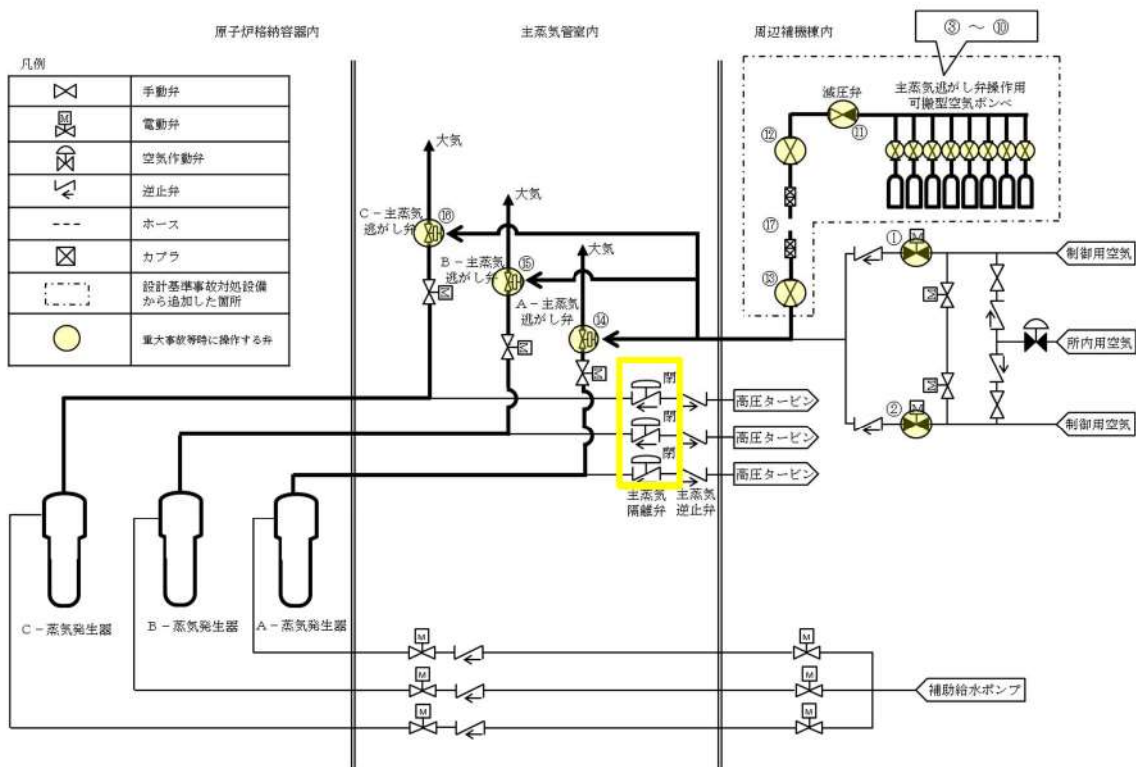 原子炉格納容器内
主蒸気管室内
周辺補機棟内
③ ～ ⑩
凡例
手動弁
M
電動弁
空気作動弁
逆止弁
ホース
カプラ
設計基準事故対処設備
から追加した箇所
重大事故等時に操作する弁
主蒸気逃がし弁操作用
可搬型空気ボンベ
減圧弁
⑪
⑫
⑰
⑬
大気
C－主蒸気
逃がし弁
⑯
大気
B－主蒸気
逃がし弁
⑮
大気
A－主蒸気
逃がし弁
⑭
M
M
M
①
M
制御用空気
M
所内用空気
M
②
M
制御用空気
閉
高圧タービン
閉
高圧タービン
閉
高圧タービン
主蒸気
隔離弁
主蒸気
逆止弁
C－蒸気発生器
B－蒸気発生器
A－蒸気発生器
M
M
M
M
補助給水ポンプ
M
M